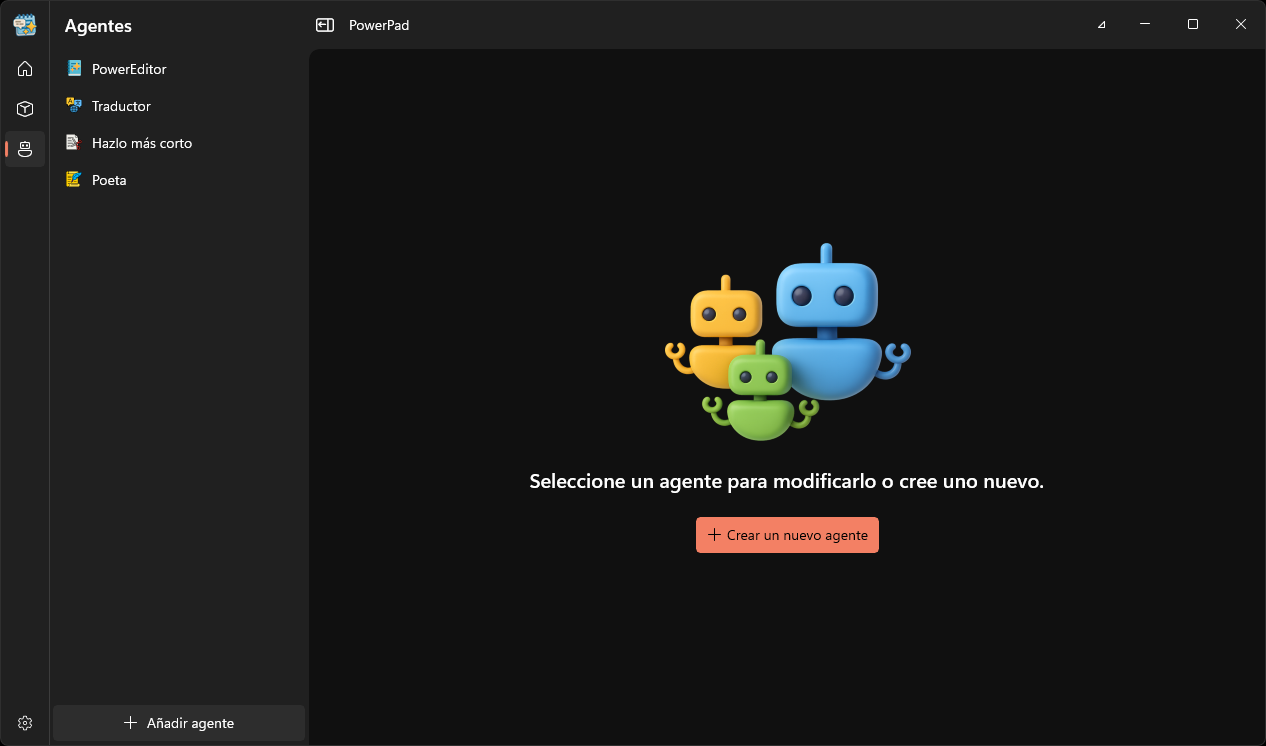 Agentes
PowerPad
PowerEditor
Traductor
Hazlo más corto
Poeta
Seleccione un agente para modificarlo o cree uno nuevo.
Crear un nuevo agente
Añadir agente